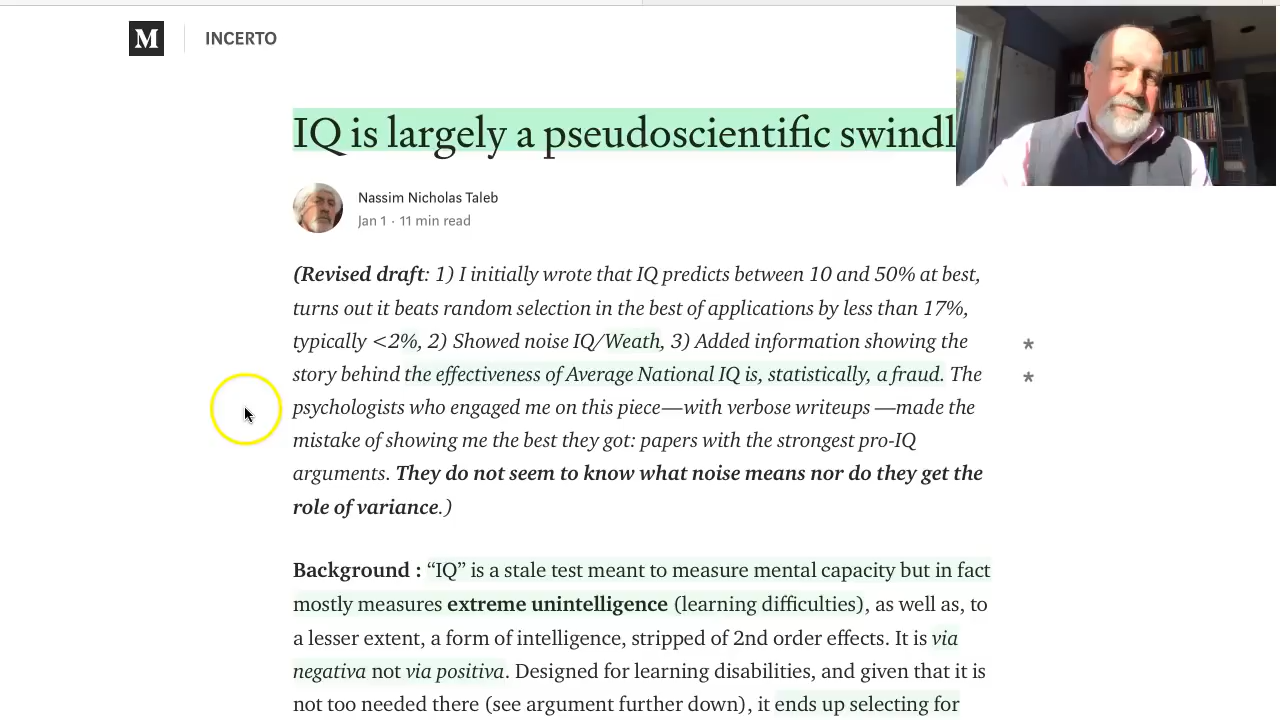 M INCERTO
IQ is largely a pseudoscientific swindl
Nassim Nicholas Taleb
Jan 1 · 11 min read
(Revised draft: 1) I initially wrote that IQ predicts between 10 and 50% at best,
turns out it beats random selection in the best of applications by less than 17%,
typically <2%, 2) Showed noise IQ/Weath, 3) Added information showing the
story behind the effectiveness of Average National IQ is, statistically, a fraud. The
psychologists who engaged me on this piece—with verbose writeups —made the
mistake of showing me the best they got: papers with the strongest pro-IQ
arguments. They do not seem to know what noise means nor do they get the
role of variance.)
Background : “IQ” is a stale test meant to measure mental capacity but in fact
mostly measures extreme unintelligence (learning difficulties), as well as, to
a lesser extent, a form of intelligence, stripped of 2nd order effects. It is via
negativa not via positiva. Designed for learning disabilities, and given that it is
not too needed there (see argument further down), it ends up selecting for